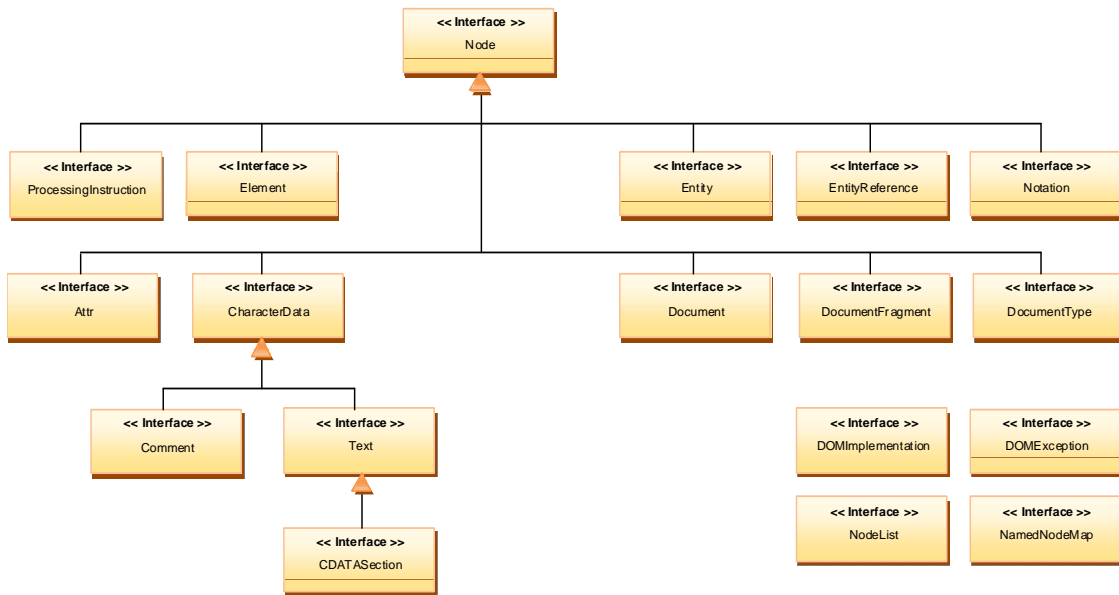 << Interface >>
Node
<< Interface >>
ProcessingInstruction
<< Interface >>
Element
<< Interface >>
Entity
<< Interface >>
EntityReference
<< Interface >>
Notation
<< Interface >>
Attr
<< Interface >>
CharacterData
<< Interface >>
Document
<< Interface >>
DocumentFragment
<< Interface >>
DocumentType
<< Interface >>
Comment
<< Interface >>
Text
<< Interface >>
DOMImplementation
<< Interface >>
DOMException
<< Interface >>
CDATASection
<< Interface >>
NodeList
<< Interface >>
NamedNodeMap